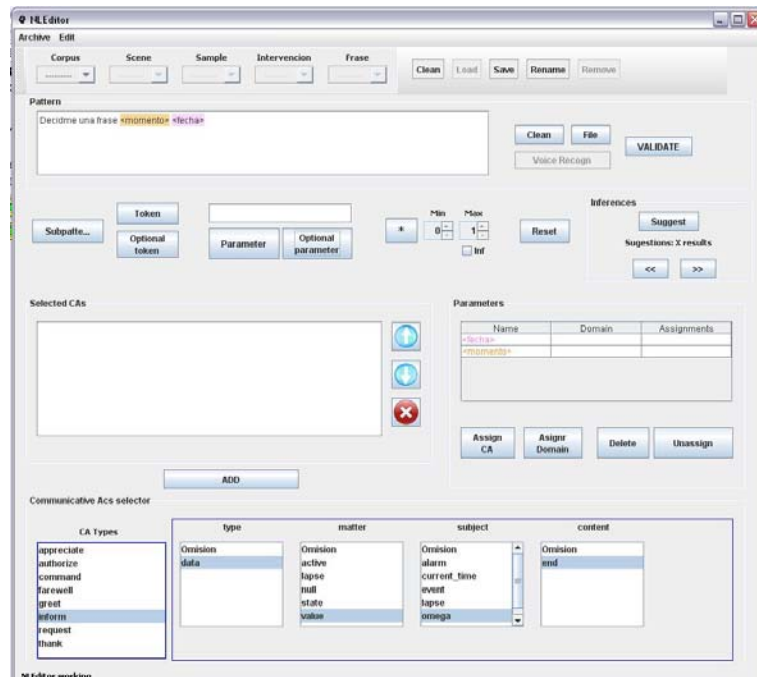 NLEditor
Archive Edit
Corpus Scene Sample Intervencion Frase
Clean Load Save Rename Remove
Pattern
Decidme una frase <momento> <fecha>
Clean File
VALIDATE
Voice Recogn
Inferences
Subpatte...
Token
Optional token
Parameter
Optional parameter
*
Min Max
0 1
Inf
Reset
Suggest
Sugestions: X results
<< >>
Selected CAs
Parameters
Name Domain Assignments
<fecha>
<momento>
Assign CA
Asignr Domain
Delete
Unassign
ADD
Communicative Acs selector
CA Types
appreciate
authorize
command
farewell
greet
inform
request
thank
type
Omision
data
matter
Omision
active
lapse
null
state
value
subject
Omision
alarm
current_time
event
lapse
omega
content
Omision
end
NLEditor working